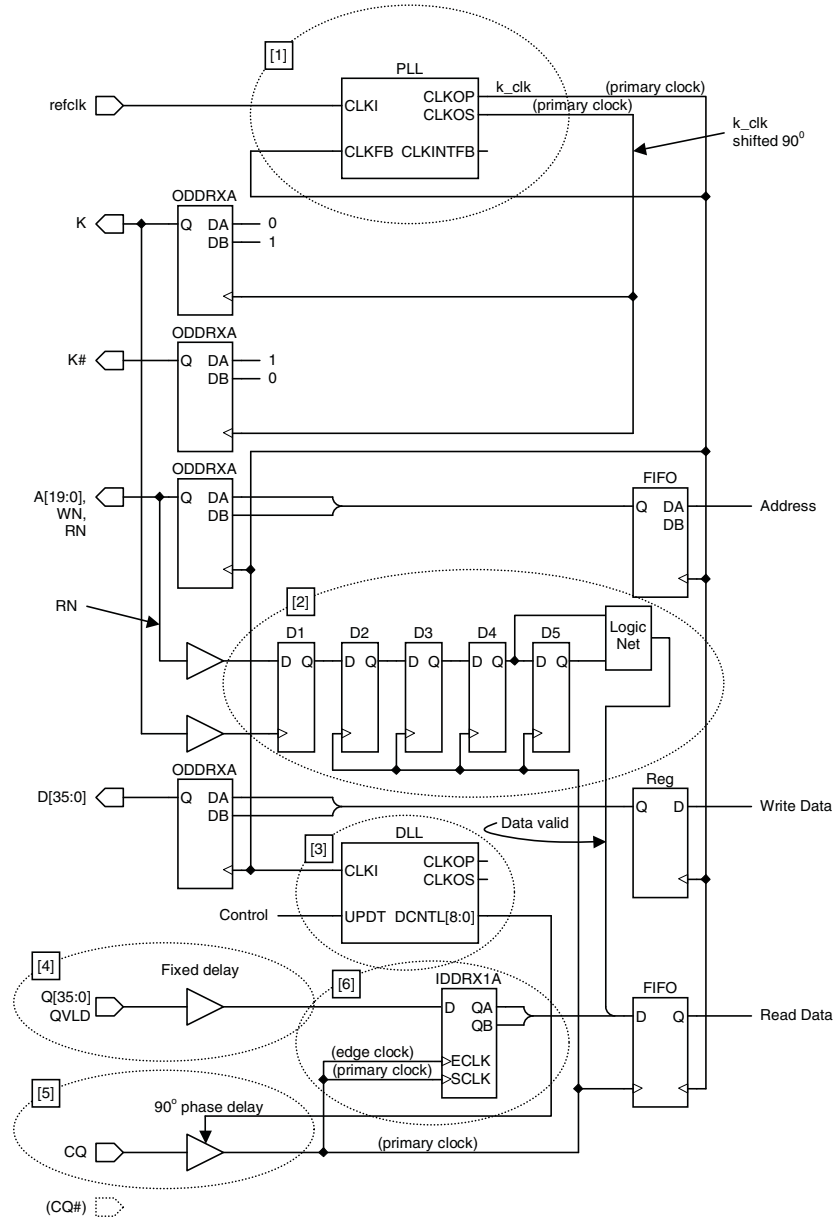 [1]
PLL
refclk
CLKI
CLKOP
k_clk
(primary clock)
CLKOS
(primary clock)
CLKFB
CLKINTFB
k_clk
shifted 90°
ODDRXA
K
Q
DA
0
DB
1
ODDRXA
K#
Q
DA
1
DB
0
ODDRXA
A[19:0],
WN,
RN
Q
DA
DB
FIFO
Q
DA
DB
Address
RN
[2]
D1
D2
D3
D4
D5
Logic
Net
D Q
D Q
D Q
D Q
D Q
ODDRXA
D[35:0]
Q
DA
DB
Reg
Q
D
Write Data
Data valid
[3]
DLL
CLKI
CLKOP
CLKOS
Control
UPDT
DCNTL[8:0]
[4]
Fixed delay
Q[35:0]
QVLD
[6]
IDDRX1A
D
QA
QB
(edge clock)
ECLK
(primary clock)
SCLK
FIFO
D
Q
Read Data
[5]
90° phase delay
CQ
(primary clock)
(CQ#)